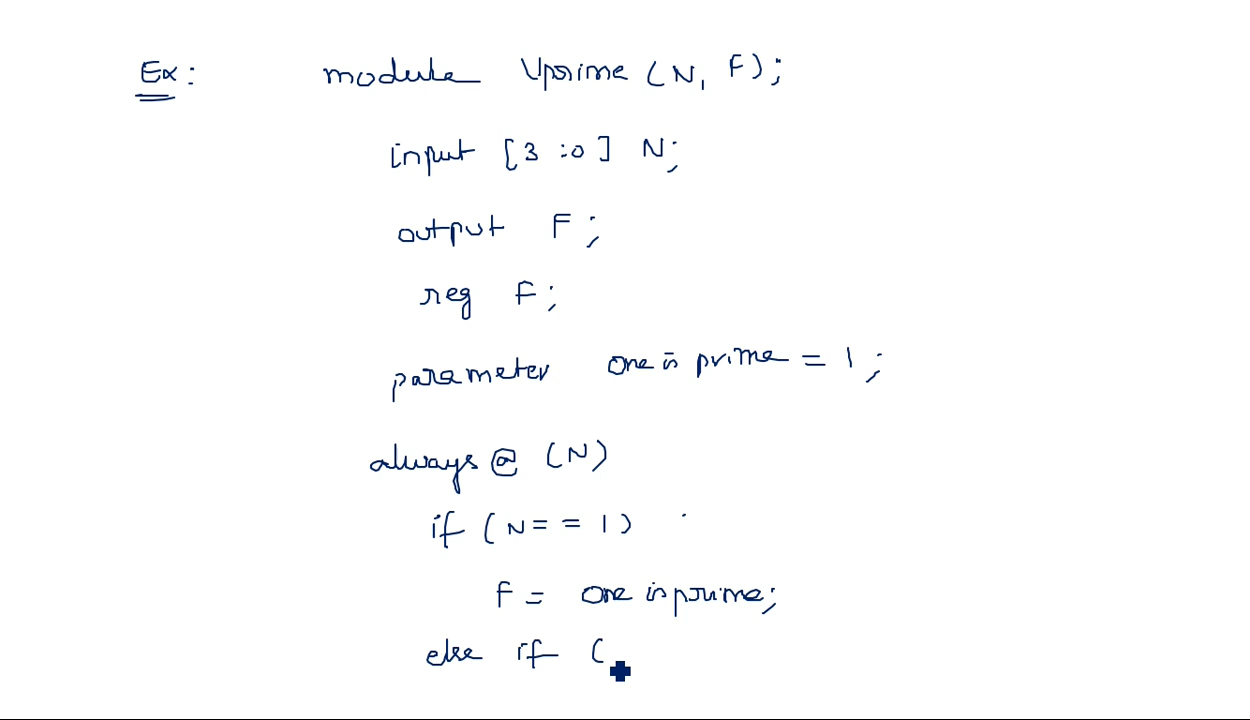 Ex: module Vprime (N, F);
input [3:0] N;
output F;
reg F;
parameter one is prime = 1;
always @ (N)
if (N == 1)
F = one is prime;
else if (